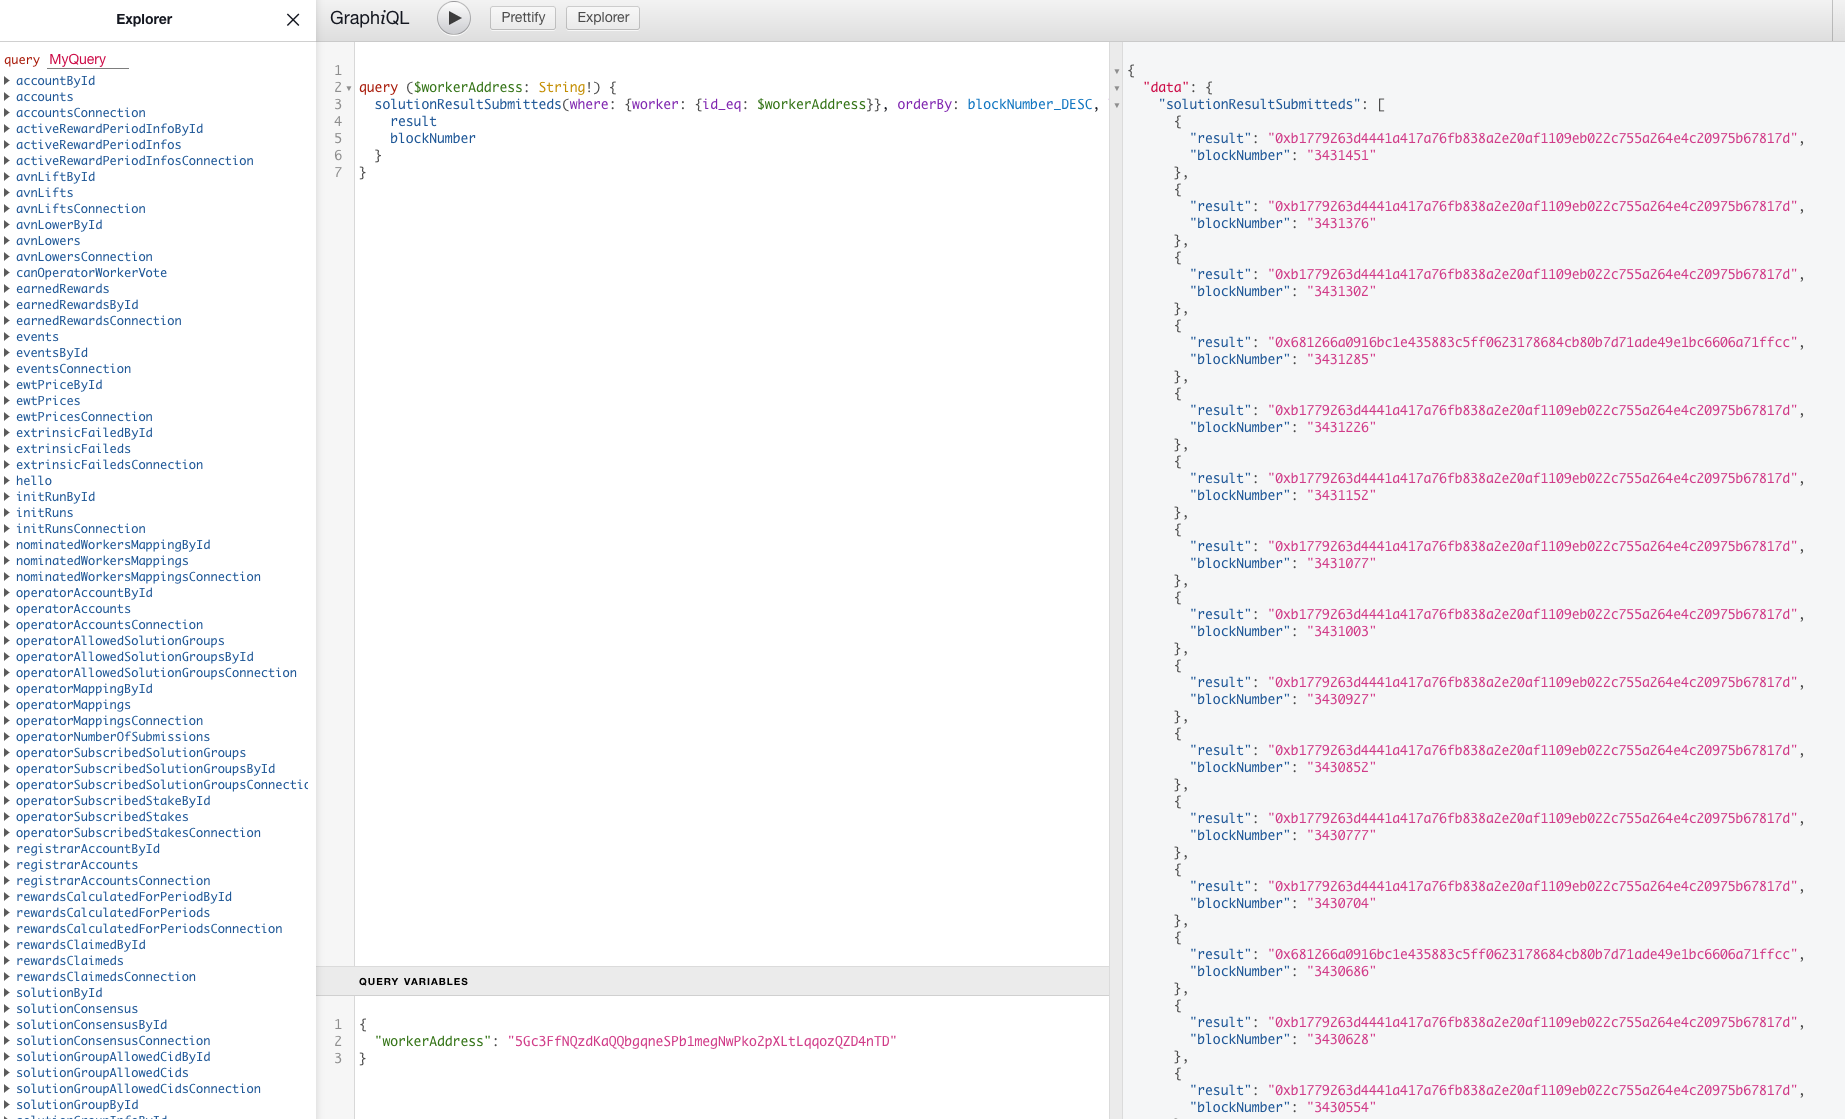 Explorer
query MyQuery
accountById
accounts
accountsConnection
activeRewardPeriodInfoById
activeRewardPeriodInfos
activeRewardPeriodInfosConnection
avnLiftById
avnLifts
avnLiftsConnection
avnLowerById
avnLowers
avnLowersConnection
canOperatorWorkerVote
earnedRewards
earnedRewardsById
earnedRewardsConnection
events
eventsById
eventsConnection
ewtPriceById
ewtPrices
ewtPricesConnection
extrinsicFailedById
extrinsicFaileds
extrinsicFailedsConnection
hello
initRunById
initRuns
initRunsConnection
nominatedWorkersMappingById
nominatedWorkersMappings
nominatedWorkersMappingsConnection
operatorAccountById
operatorAccounts
operatorAccountsConnection
operatorAllowedSolutionGroups
operatorAllowedSolutionGroupsById
operatorAllowedSolutionGroupsConnection
operatorMappingById
operatorMappings
operatorMappingsConnection
operatorNumberOfSubmissions
operatorSubscribedSolutionGroups
operatorSubscribedSolutionGroupsById
operatorSubscribedSolutionGroupsConnectic
operatorSubscribedStakeById
operatorSubscribedStakes
operatorSubscribedStakesConnection
registrarAccountById
registrarAccounts
registrarAccountsConnection
rewardsCalculatedForPeriodById
rewardsCalculatedForPeriods
rewardsCalculatedForPeriodsConnection
rewardsClaimedById
rewardsClaimeds
rewardsClaimedsConnection
solutionById
solutionConsensus
solutionConsensusById
solutionConsensusConnection
solutionGroupAllowedCidById
solutionGroupAllowedCids
solutionGroupAllowedCidsConnection
solutionGroupById
GraphiQL
Prettify
Explorer
1
2 query ($workerAddress: String!) {
3 solutionResultSubmitteds(where: {worker: {id_eq: $workerAddress}}, orderBy: blockNumber_DESC,
4 result
5 blockNumber
6 }
7 }
QUERY VARIABLES
1 {
2 "workerAddress": "5Gc3FfNQzdKaQQbgqneSPb1megNwPkoZpXLtLqqozQZD4nTD"
3 }
{
"data": {
"solutionResultSubmitteds": [
{
"result": "0xb1779263d4441a417a76fb838a2e20af1109eb022c755a264e4c20975b67817d",
"blockNumber": "3431451"
},
{
"result": "0xb1779263d4441a417a76fb838a2e20af1109eb022c755a264e4c20975b67817d",
"blockNumber": "3431376"
},
{
"result": "0xb1779263d4441a417a76fb838a2e20af1109eb022c755a264e4c20975b67817d",
"blockNumber": "3431302"
},
{
"result": "0x681266a0916bc1e435883c5ff0623178684cb80b7d71ade49e1bc6606a71ffcc",
"blockNumber": "3431285"
},
{
"result": "0xb1779263d4441a417a76fb838a2e20af1109eb022c755a264e4c20975b67817d",
"blockNumber": "3431226"
},
{
"result": "0xb1779263d4441a417a76fb838a2e20af1109eb022c755a264e4c20975b67817d",
"blockNumber": "3431152"
},
{
"result": "0xb1779263d4441a417a76fb838a2e20af1109eb022c755a264e4c20975b67817d",
"blockNumber": "3431077"
},
{
"result": "0xb1779263d4441a417a76fb838a2e20af1109eb022c755a264e4c20975b67817d",
"blockNumber": "3431003"
},
{
"result": "0xb1779263d4441a417a76fb838a2e20af1109eb022c755a264e4c20975b67817d",
"blockNumber": "3430927"
},
{
"result": "0xb1779263d4441a417a76fb838a2e20af1109eb022c755a264e4c20975b67817d",
"blockNumber": "3430852"
},
{
"result": "0xb1779263d4441a417a76fb838a2e20af1109eb022c755a264e4c20975b67817d",
"blockNumber": "3430777"
},
{
"result": "0xb1779263d4441a417a76fb838a2e20af1109eb022c755a264e4c20975b67817d",
"blockNumber": "3430704"
},
{
"result": "0x681266a0916bc1e435883c5ff0623178684cb80b7d71ade49e1bc6606a71ffcc",
"blockNumber": "3430686"
},
{
"result": "0xb1779263d4441a417a76fb838a2e20af1109eb022c755a264e4c20975b67817d",
"blockNumber": "3430628"
},
{
"result": "0xb1779263d4441a417a76fb838a2e20af1109eb022c755a264e4c20975b67817d",
"blockNumber": "3430554"